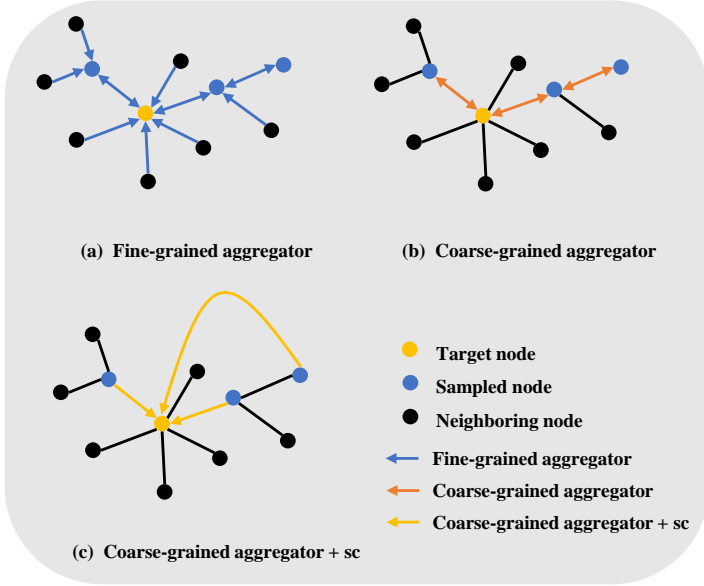 (a) Fine-grained aggregator
(b) Coarse-grained aggregator
Target node
Sampled node
Neighboring node
Fine-grained aggregator
Coarse-grained aggregator
Coarse-grained aggregator + sc
(c) Coarse-grained aggregator + sc